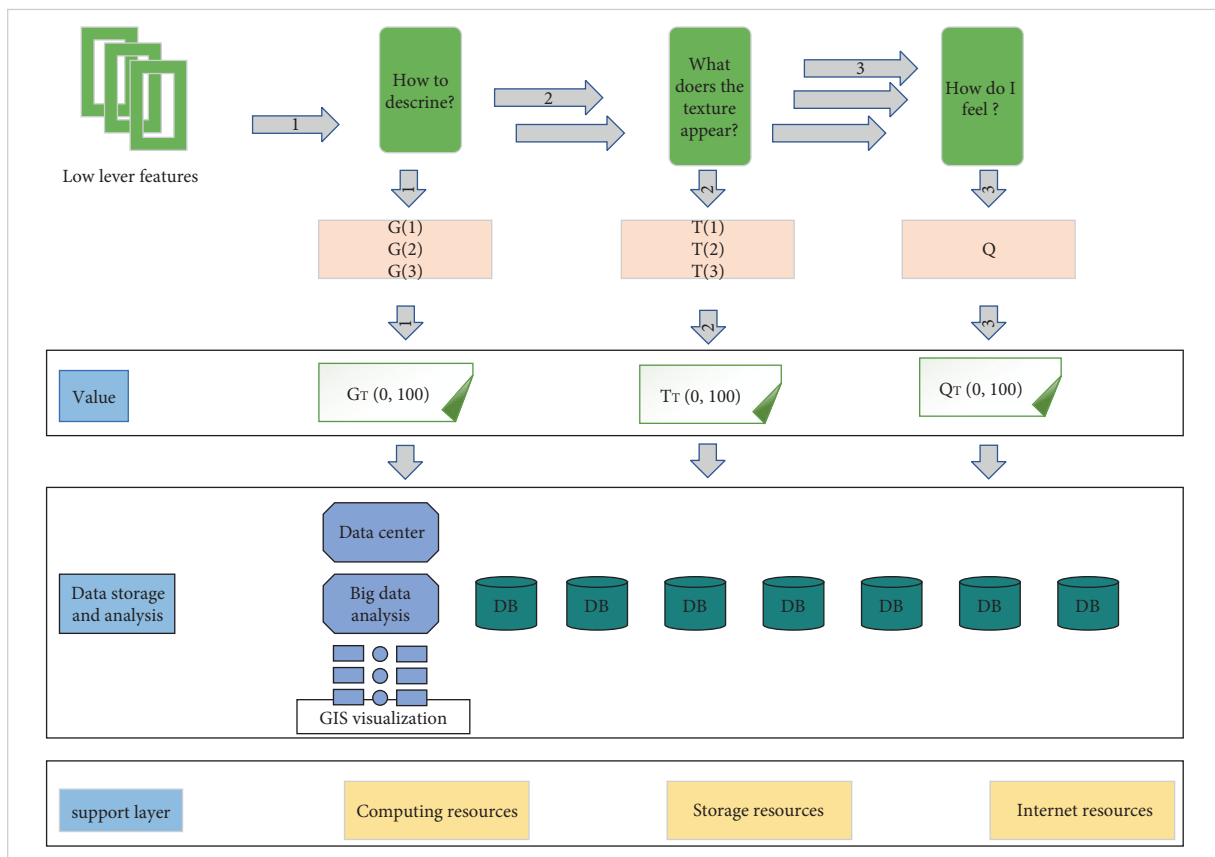 Low lever features
1
How to
descrine?
2
What
doers the
texture
appear?
3
How do I
feel ?
1
2
3
G(1)
G(2)
G(3)
T(1)
T(2)
T(3)
Q
1
2
3
Value
GT (0, 100)
TT (0, 100)
QT (0, 100)
Data storage
and analysis
Data center
Big data
analysis
DB
DB
DB
DB
DB
DB
DB
GIS visualization
support layer
Computing resources
Storage resources
Internet resources